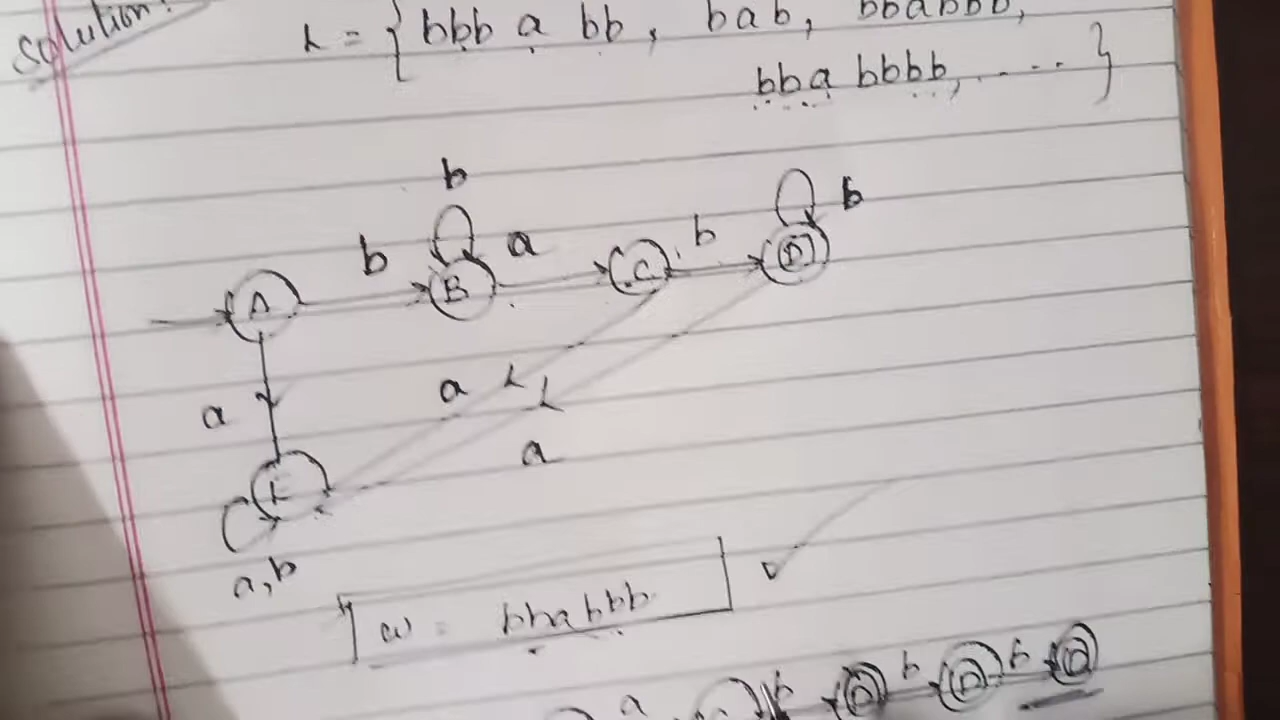 Solution:
L = { bbb a bb, bab, bbabbb,
bba bbbb, .... }
b
b
b a b
A B C D
a a
a
E
a,b
w = bbabbb
a b D b D b D